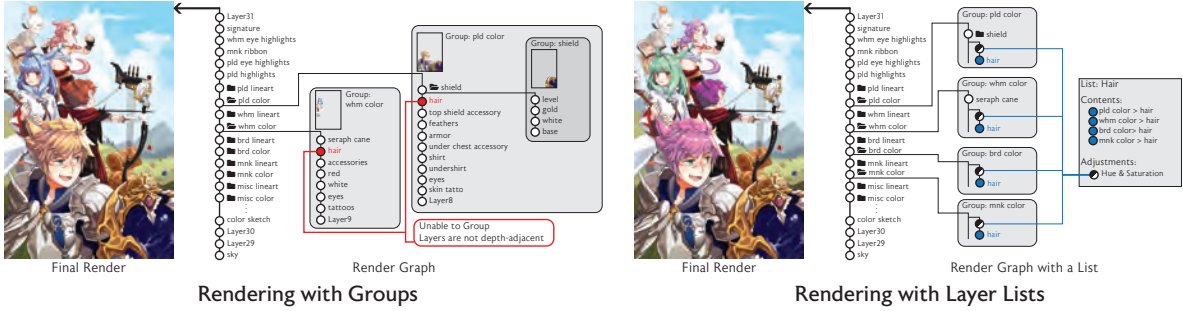 Layer31
signature
whm eye highlights
mnk ribbon
pld eye highlights
pld highlights
pld lineart
pld color
whm lineart
whm color
brd lineart
brd color
mnk lineart
mnk color
misc lineart
misc color
color sketch
Layer30
Layer29
sky
Group:
whm color
seraph cane
hair
accessories
red
white
eyes
tattoos
Layer9
Group: pld color
shield
hair
top shield accessory
feathers
armor
under chest accessory
shirt
undershirt
eyes
skin tatto
Layer8
Group: shield
level
gold
white
base
Unable to Group
Layers are not depth-adjacent
Final Render
Render Graph
Rendering with Groups
Layer31
signature
whm eye highlights
mnk ribbon
pld eye highlights
pld highlights
pld lineart
pld color
whm lineart
whm color
brd lineart
brd color
mnk lineart
mnk color
misc lineart
misc color
color sketch
Layer30
Layer29
sky
Group: pld color
shield
hair
Group: whm color
seraph cane
hair
Group: brd color
hair
Group: mnk color
hair
List: Hair
Contents:
pld color > hair
whm color > hair
brd color> hair
mnk color > hair
Adjustments:
Hue & Saturation
Final Render
Render Graph with a List
Rendering with Layer Lists